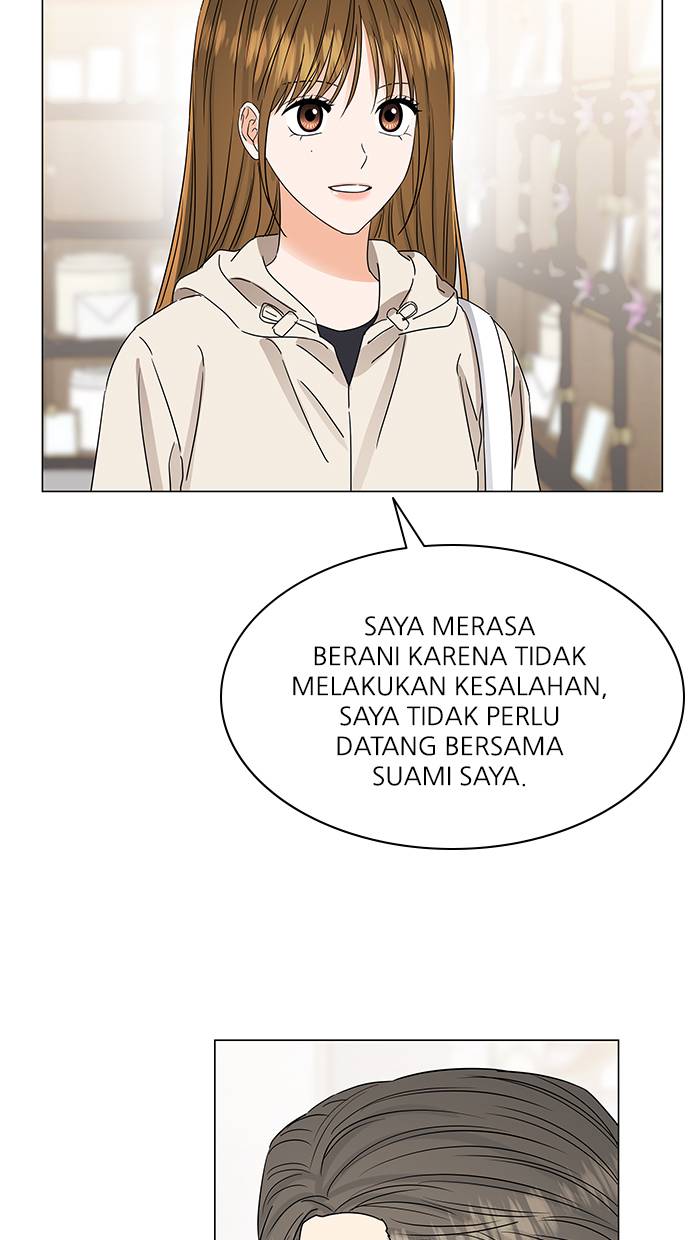 SAYA MERASA
BERANI KARENA TIDAK
MELAKUKAN KESALAHAN,
SAYA TIDAK PERLU
DATANG BERSAMA
SUAMI SAYA.